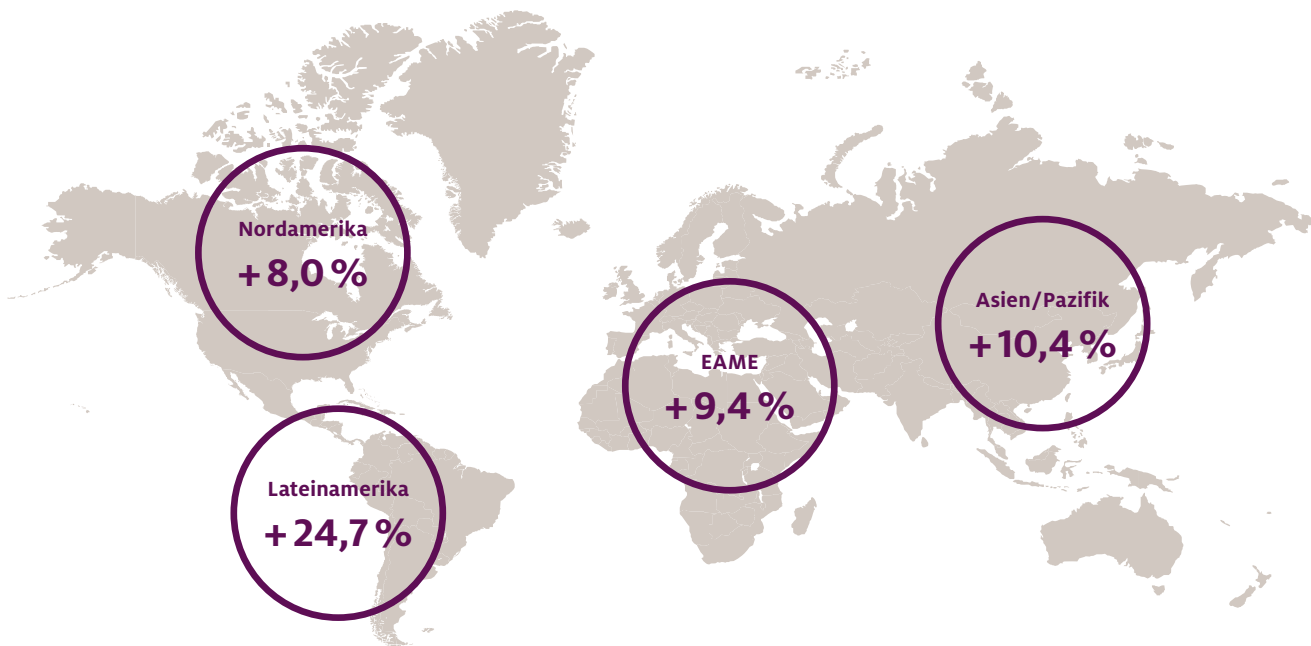 Nordamerika
+ 8,0 %
Asien/Pazifik
+ 10,4 %
EAME
+ 9,4 %
Lateinamerika
+ 24,7 %